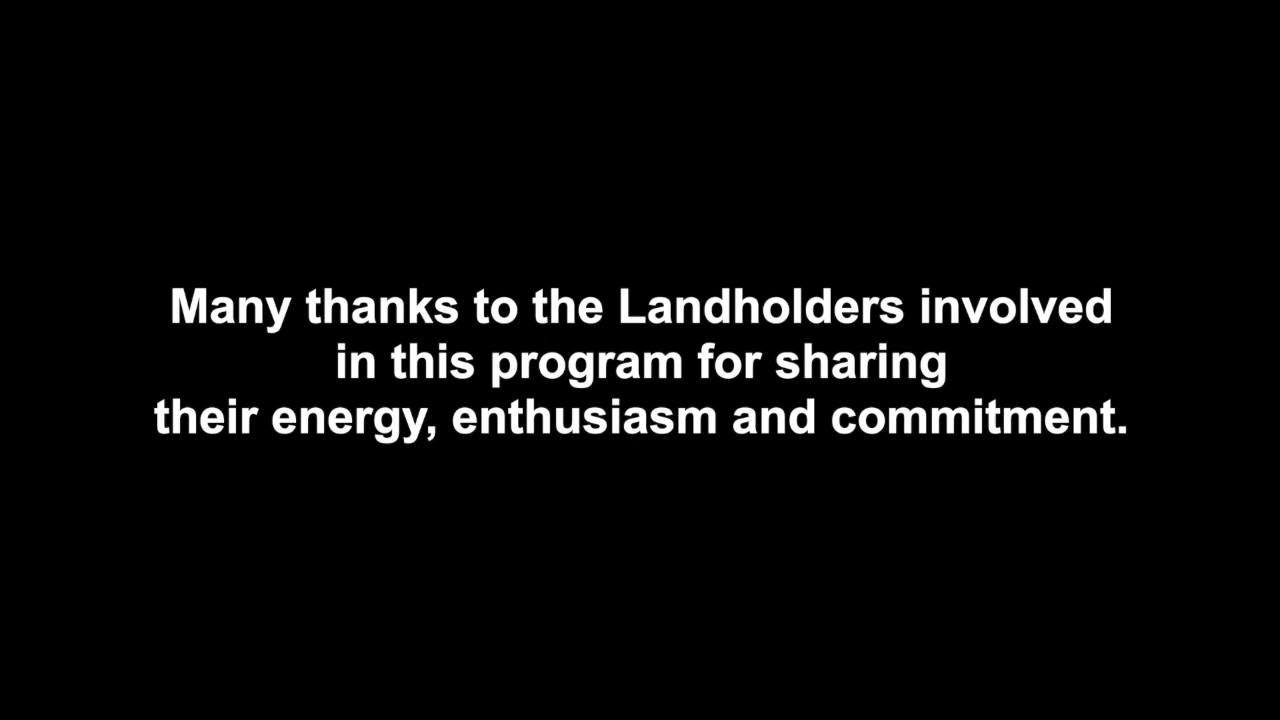 Many thanks to the Landholders involved
in this program for sharing
their energy, enthusiasm and commitment.